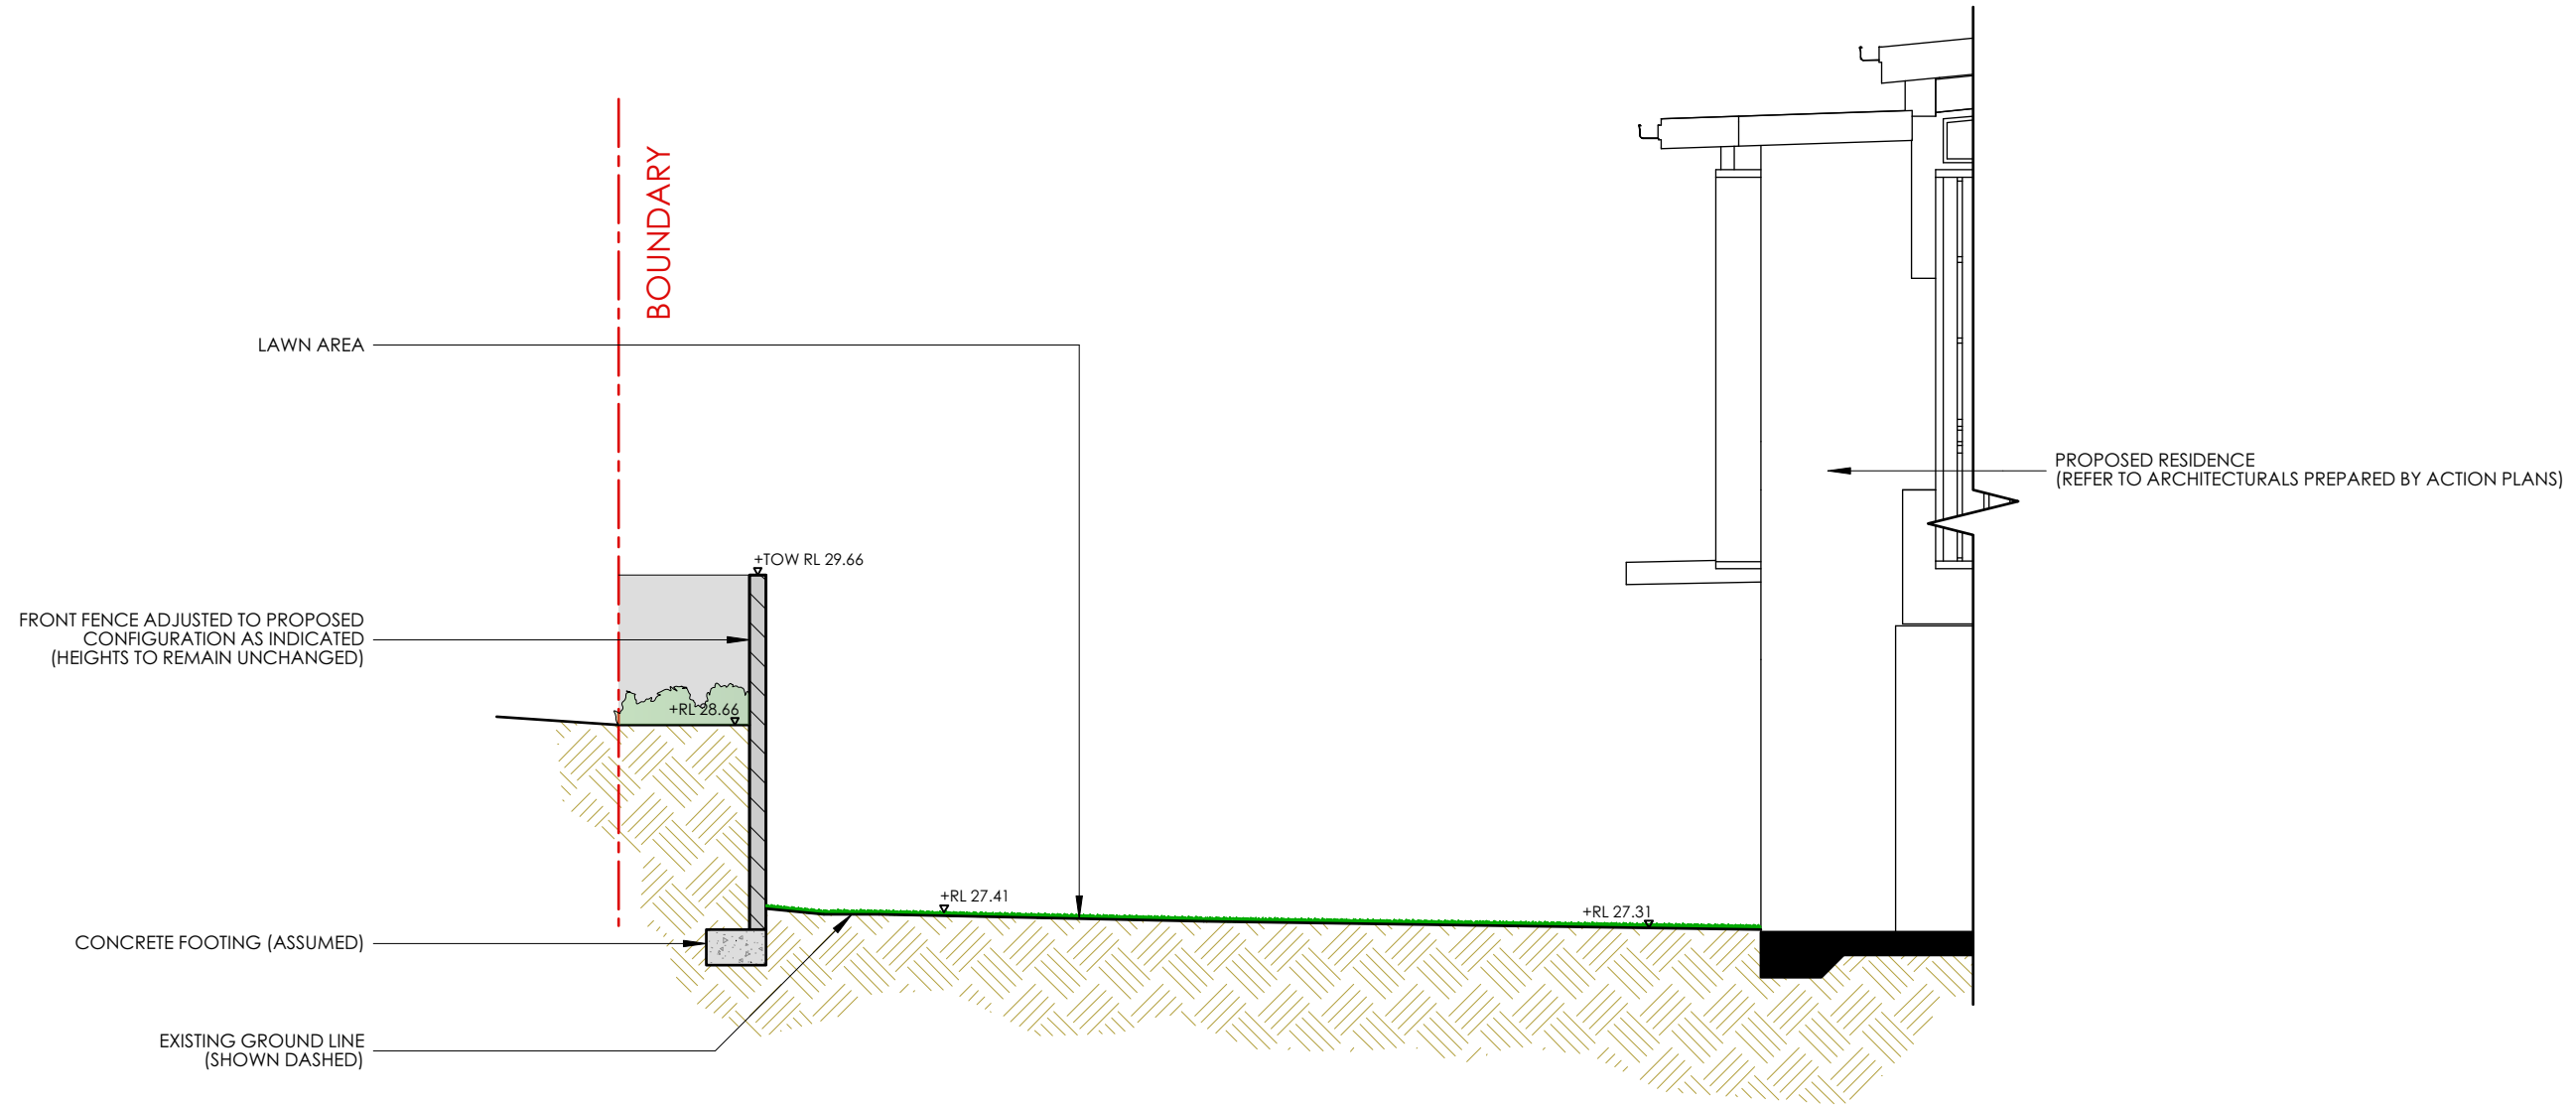 BOUNDARY
LAWN AREA
PROPOSED RESIDENCE
(REFER TO ARCHITECTURALS PREPARED BY ACTION PLANS)
+TOW RL 29.66
FRONT FENCE ADJUSTED TO PROPOSED
CONFIGURATION AS INDICATED
(HEIGHTS TO REMAIN UNCHANGED)
+RL 28.66
+RL 27.41
+RL 27.31
CONCRETE FOOTING (ASSUMED)
EXISTING GROUND LINE
(SHOWN DASHED)